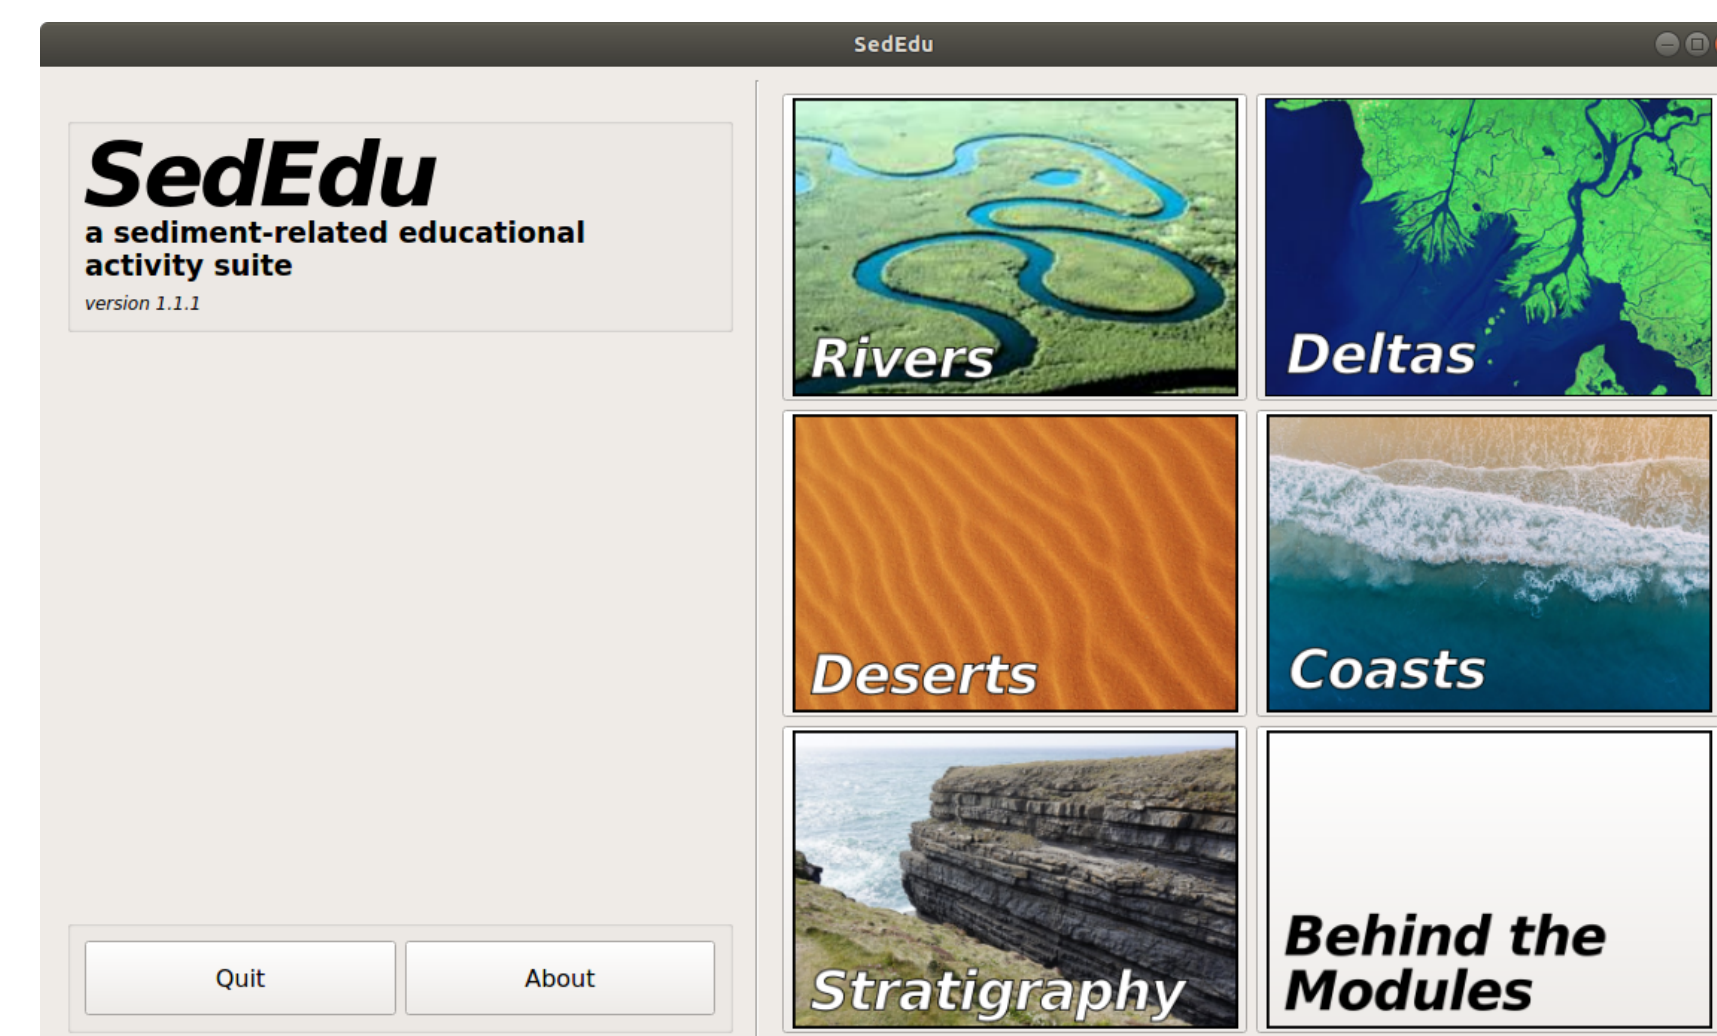 SedEdu
SedEdu
a sediment-related educational
activity suite
version 1.1.1
Quit
About
Rivers
Deltas
Deserts
Coasts
Stratigraphy
Behind the
Modules